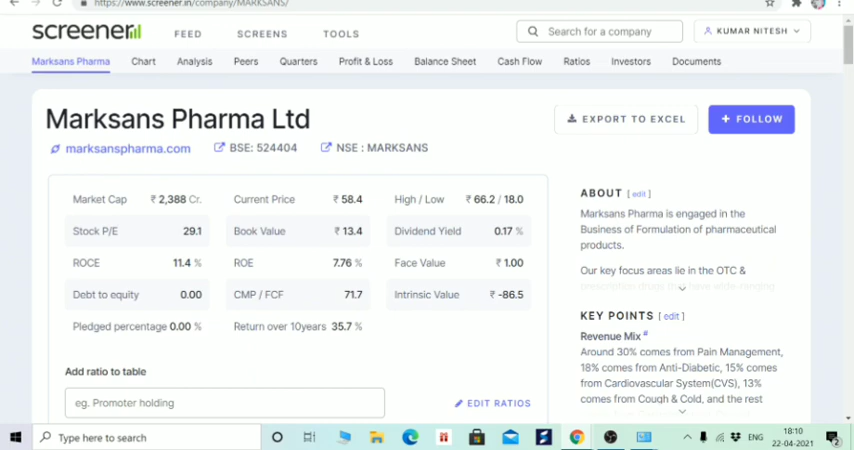 https://www.screener.in/company/MARKSANS/
screener
FEED SCREENS TOOLS
Search for a company
KUMAR NITESH
Marksans Pharma Chart Analysis Peers Quarters Profit & Loss Balance Sheet Cash Flow Ratios Investors Documents
Marksans Pharma Ltd
EXPORT TO EXCEL
+ FOLLOW
marksanspharma.com BSE: 524404 NSE : MARKSANS
Market Cap ₹ 2,388 Cr. Current Price ₹ 58.4 High / Low ₹ 66.2 / 18.0
Stock P/E 29.1 Book Value ₹ 13.4 Dividend Yield 0.17 %
ROCE 11.4 % ROE 7.76 % Face Value ₹ 1.00
Debt to equity 0.00 CMP / FCF 71.7 Intrinsic Value ₹ -86.5
Pledged percentage 0.00 % Return over 10years 35.7 %
Add ratio to table
eg. Promoter holding
EDIT RATIOS
ABOUT [ edit ]
Marksans Pharma is engaged in the
Business of Formulation of pharmaceutical
products.
Our key focus areas lie in the OTC &
prescription drugs that have wide-ranging
KEY POINTS [ edit ]
Revenue Mix #
Around 30% comes from Pain Management,
18% comes from Anti-Diabetic, 15% comes
from Cardiovascular System(CVS), 13%
comes from Cough & Cold, and the rest
Type here to search
ENG
18:10
22-04-2021
2